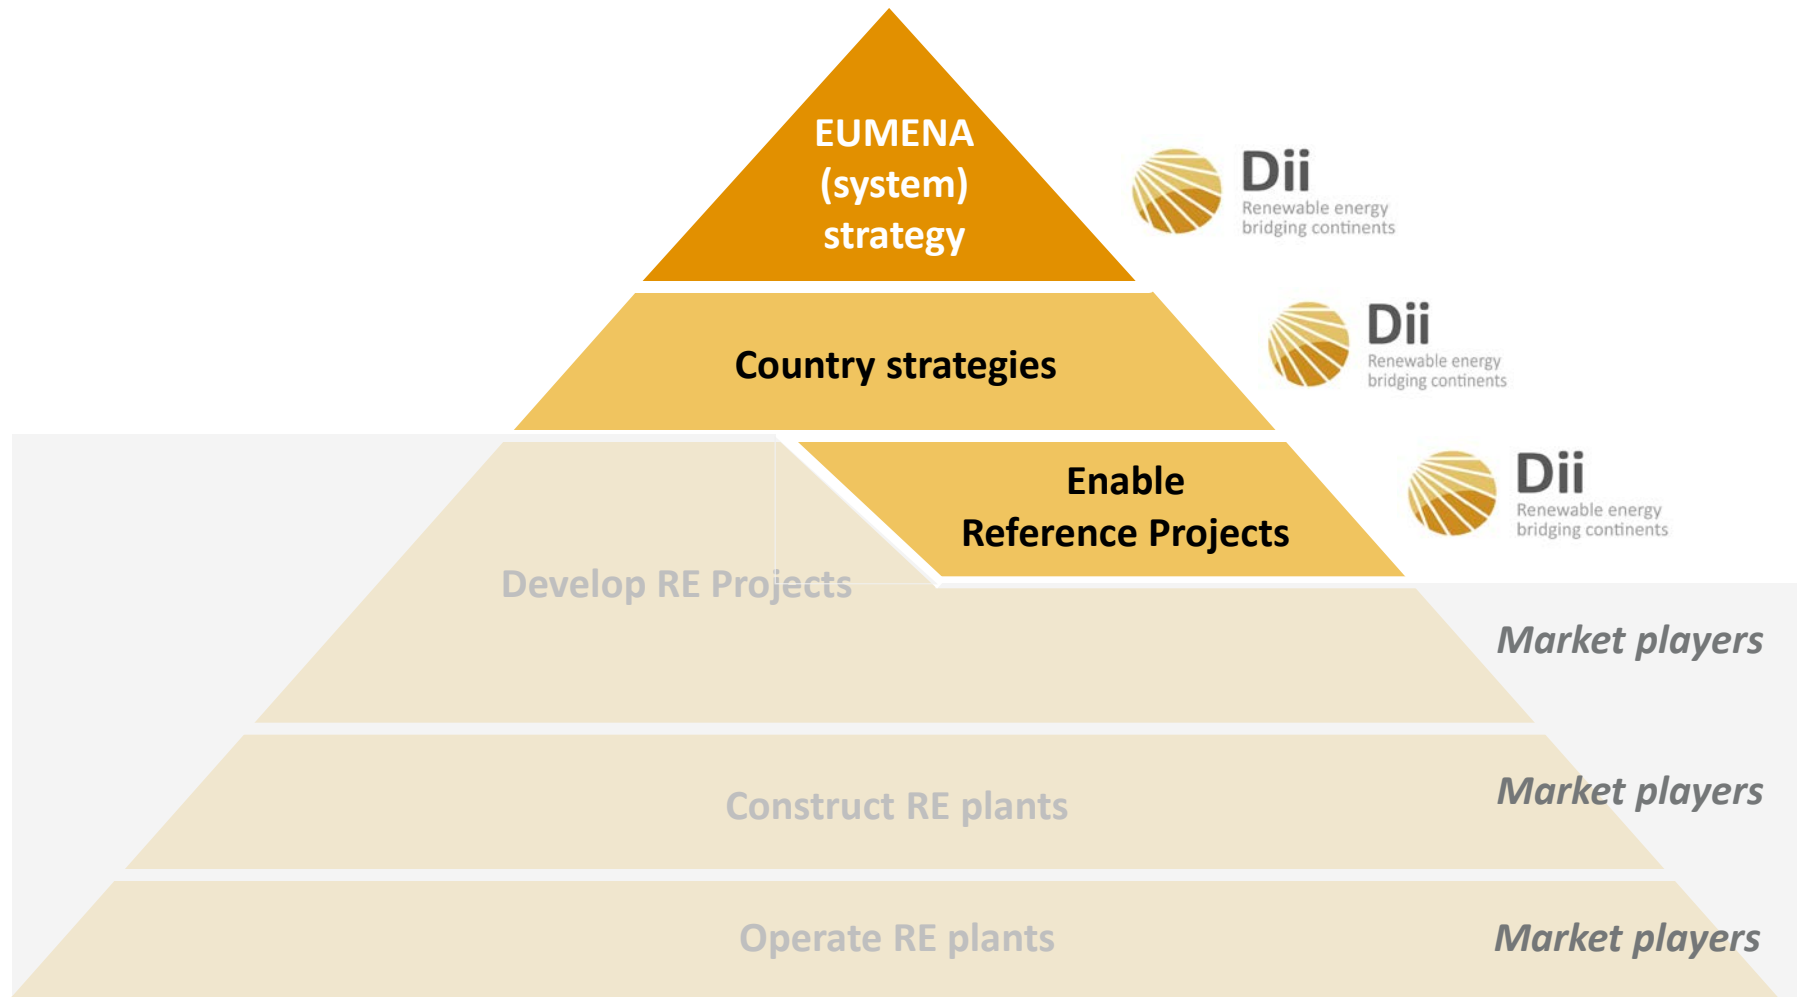 EUMENA
(system)
strategy
Dii
Renewable energy
bridging continents
Country strategies
Dii
Renewable energy
bridging continents
Enable
Reference Projects
Dii
Renewable energy
bridging continents
Develop RE Projects
Market players
Construct RE plants
Market players
Operate RE plants
Market players